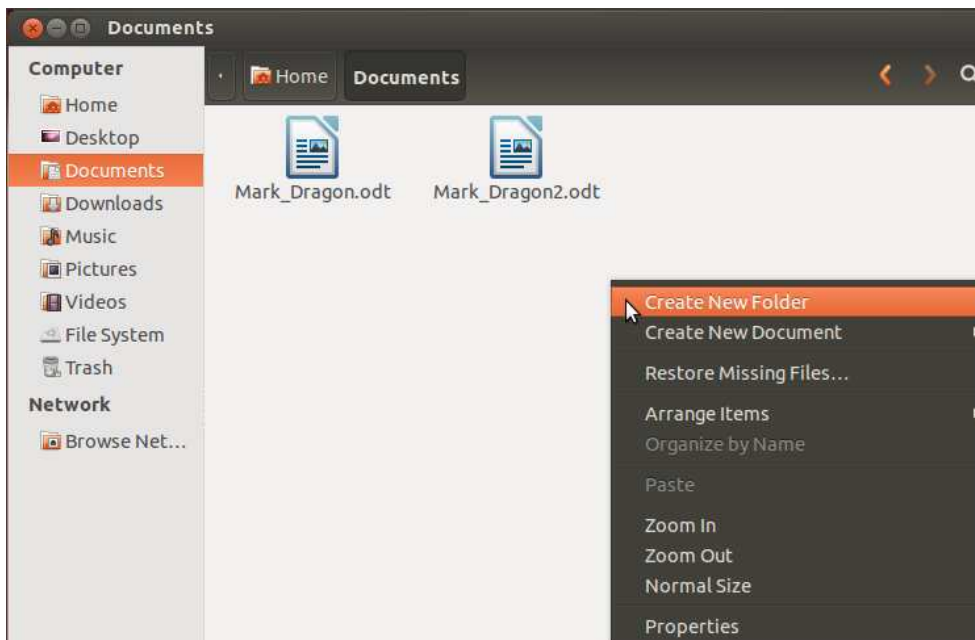 Documents
Computer
Home
Desktop
Documents
Downloads
Music
Pictures
Videos
File System
Trash
Network
Browse Net...
Home
Documents
Mark_Dragon.odt
Mark_Dragon2.odt
Create New Folder
Create New Document
Restore Missing Files...
Arrange Items
Organize by Name
Paste
Zoom In
Zoom Out
Normal Size
Properties